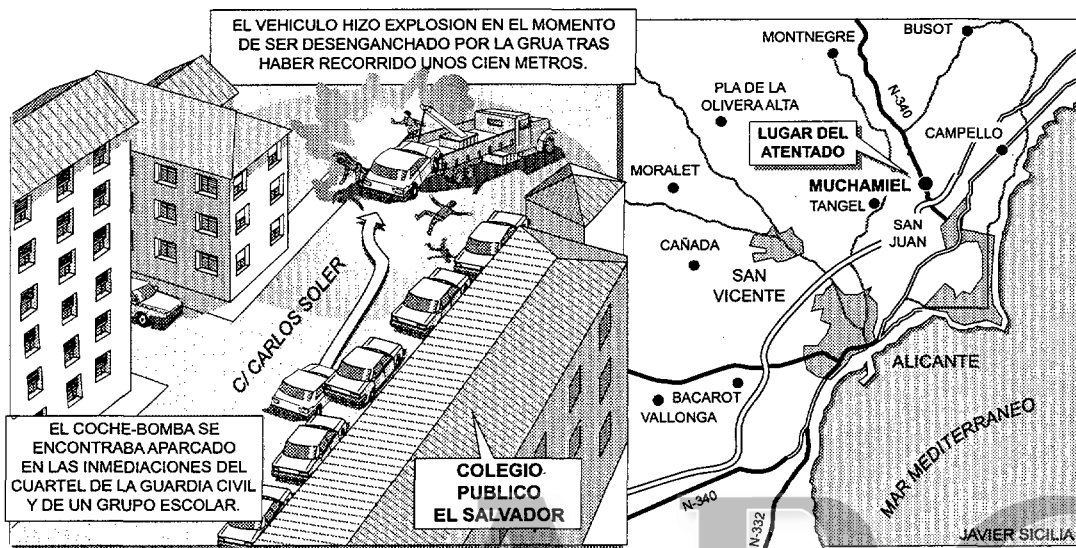 EL VEHICULO HIZO EXPLOSION EN EL MOMENTO
DE SER DESENGANCHADO POR LA GRUA TRAS
HABER RECORRIDO UNOS CIEN METROS.
C/ CARLOS SOLER
EL COCHE-BOMBA SE
ENCONTRABA APARCADO
EN LAS INMEDIACIONES DEL
CUARTEL DE LA GUARDIA CIVIL
Y DE UN GRUPO ESCOLAR.
COLEGIO
PUBLICO
EL SALVADOR
MONTNEGRE
BUSOT
PLA DE LA
OLIVERA ALTA
N-340
CAMPELLO
LUGAR DEL
ATENTADO
MORALET
MUCHAMIEL
TANGEL
SAN
JUAN
CAÑADA
SAN
VICENTE
ALICANTE
BACAROT
VALLONGA
MAR MEDITERRANEO
N-340
N-332
JAVIER SICILIA